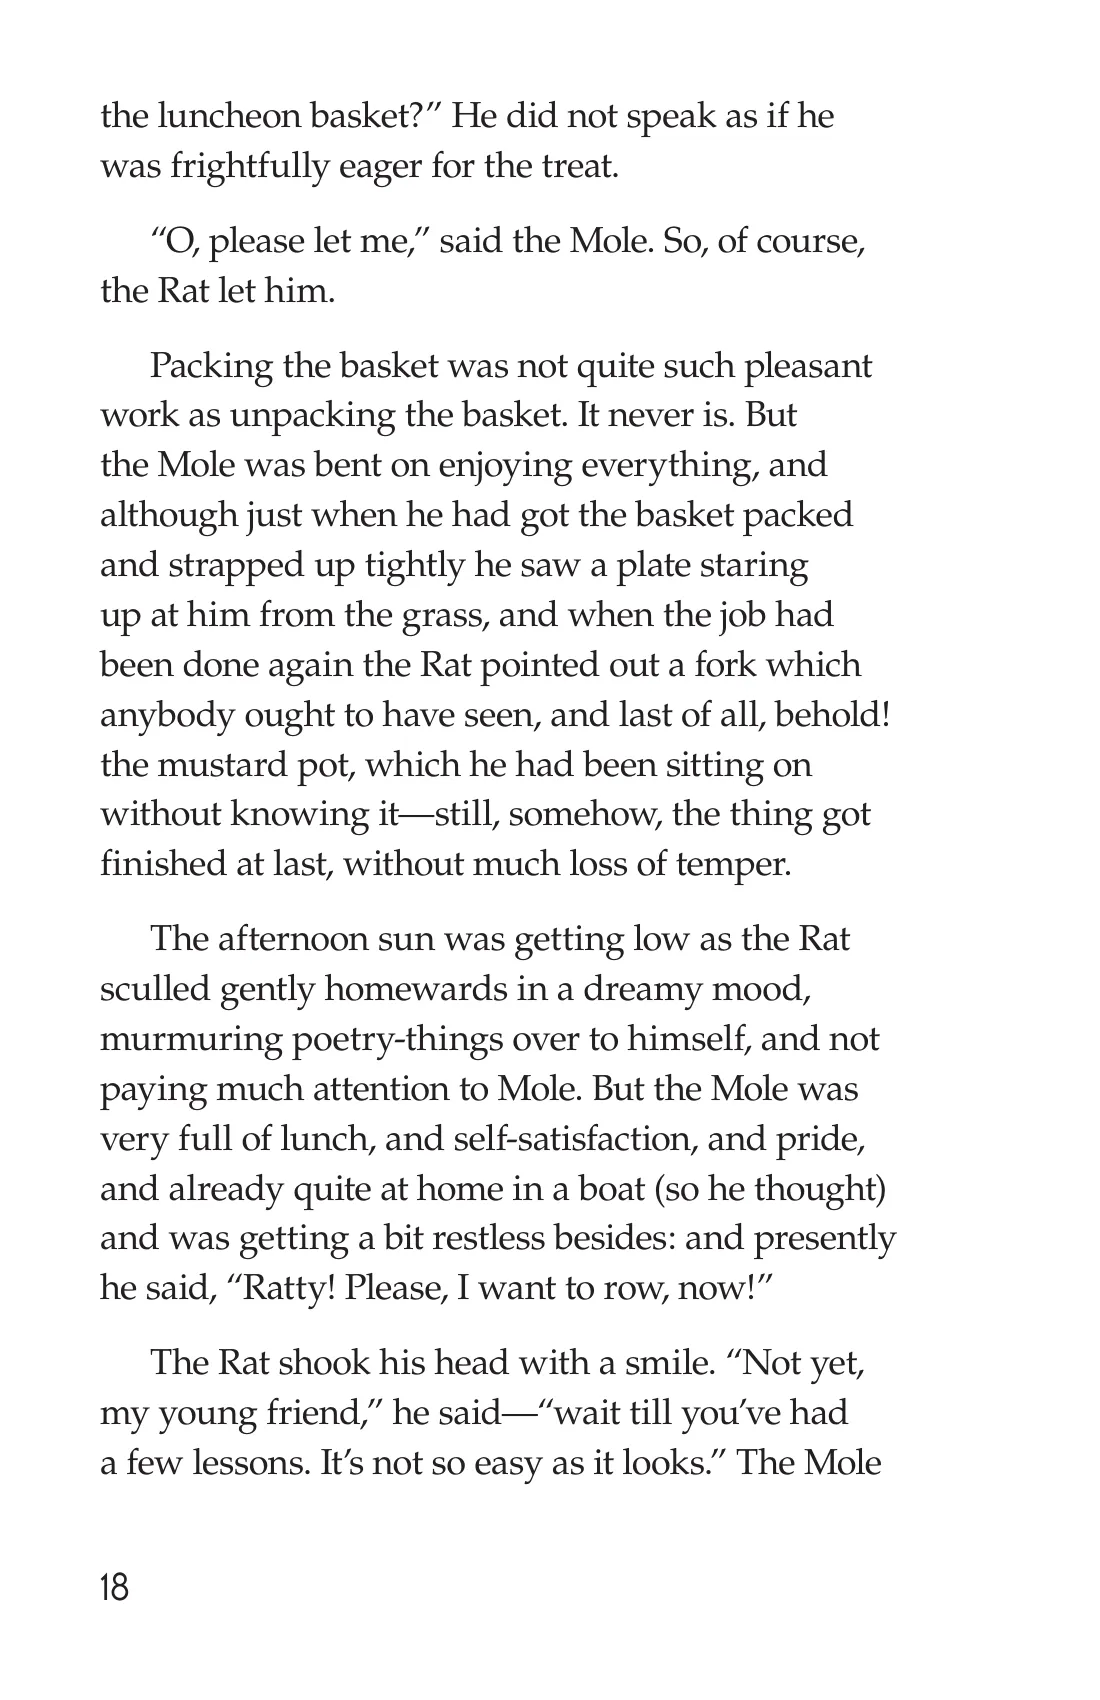 the luncheon basket?” He did not speak as if he
was frightfully eager for the treat.
“O, please let me,” said the Mole. So, of course,
the Rat let him.
Packing the basket was not quite such pleasant
work as unpacking the basket. It never is. But
the Mole was bent on enjoying everything, and
although just when he had got the basket packed
and strapped up tightly he saw a plate staring
up at him from the grass, and when the job had
been done again the Rat pointed out a fork which
anybody ought to have seen, and last of all, behold!
the mustard pot, which he had been sitting on
without knowing it—still, somehow, the thing got
finished at last, without much loss of temper.
The afternoon sun was getting low as the Rat
sculled gently homewards in a dreamy mood,
murmuring poetry-things over to himself, and not
paying much attention to Mole. But the Mole was
very full of lunch, and self-satisfaction, and pride,
and already quite at home in a boat (so he thought)
and was getting a bit restless besides: and presently
he said, “Ratty! Please, I want to row, now!”
The Rat shook his head with a smile. “Not yet,
my young friend,” he said—“wait till you’ve had
a few lessons. It’s not so easy as it looks.” The Mole
18